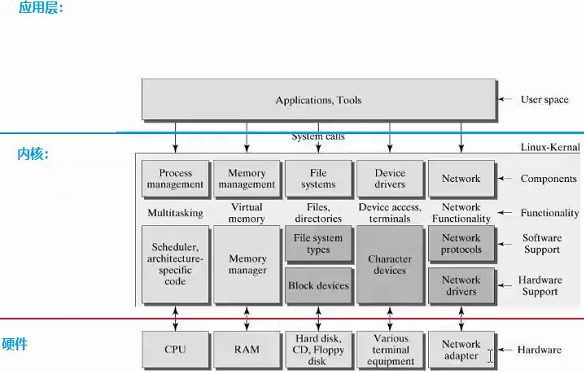 应用层:
Applications, Tools
User space
System calls
Linux-Kernal
内核:
Process
management
Memory
management
File
systems
Device
drivers
Network
Components
Multitasking
Virtual
memory
Files,
directories
Device access,
terminals
Network
Functionality
Functionality
Scheduler,
architecture-
specific
code
Memory
manager
File system
types
Block devices
Character
devices
Network
protocols
Network
drivers
Software
Support
Hardware
Support
硬件
CPU
RAM
Hard disk,
CD, Floppy
disk
Various
terminal
equipment
Network
adapter
Hardware